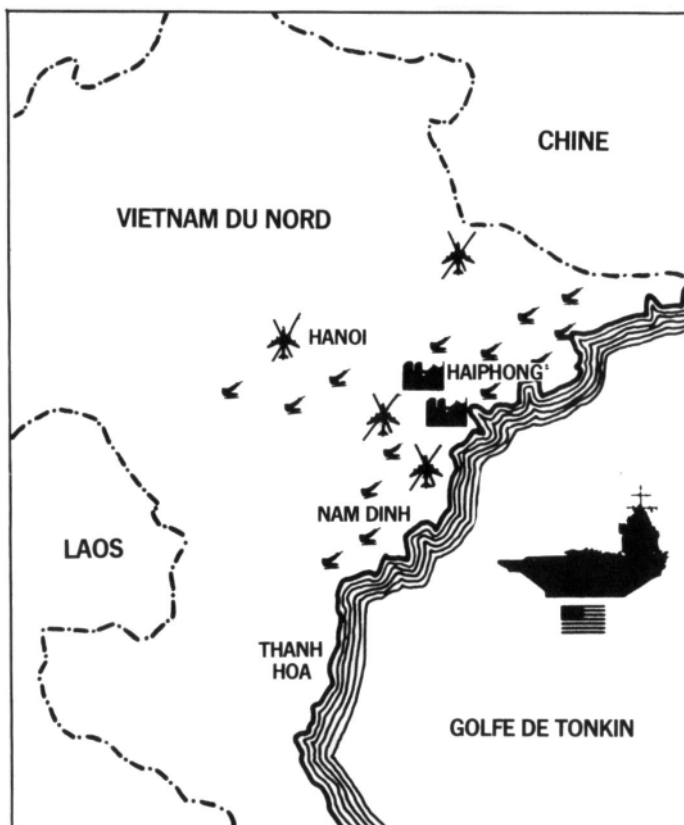 CHINE
VIETNAM DU NORD
HANOI
HAIPHONG
NAM DINH
LAOS
THANH
HOA
GOLFE DE TONKIN